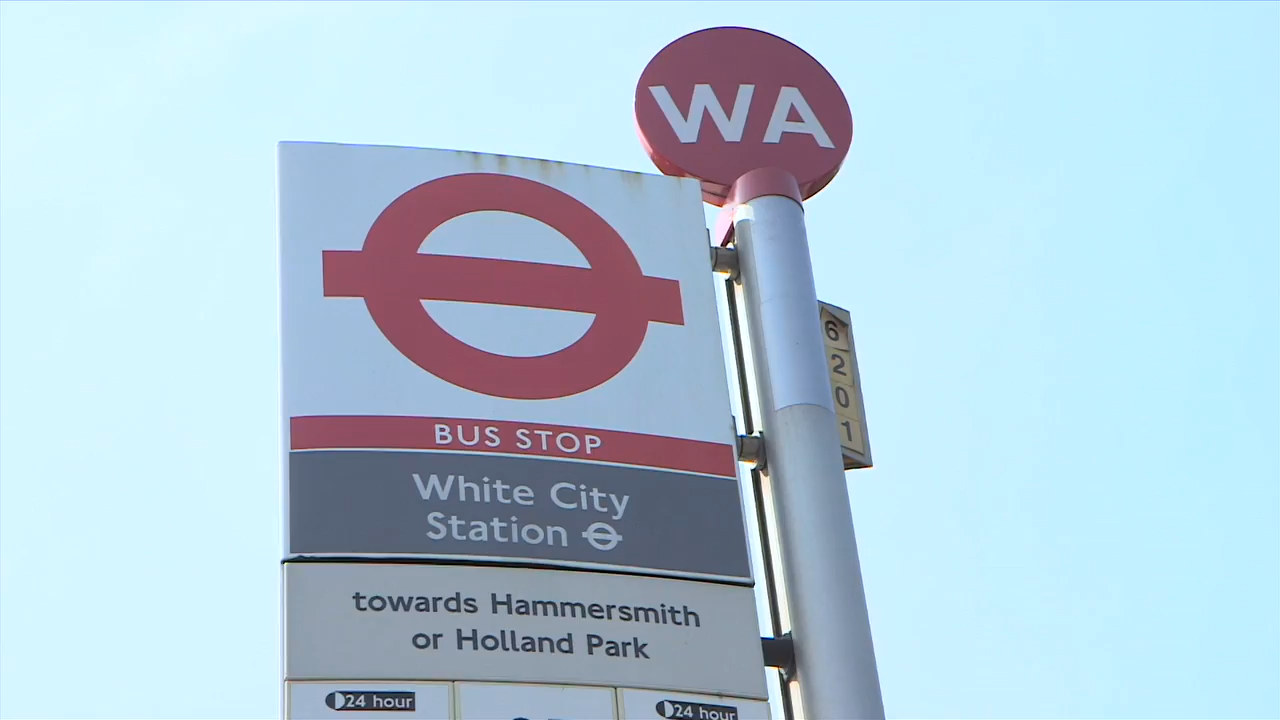 WA
BUS STOP
White City
Station
towards Hammersmith
or Holland Park
24 hour
24 hour
6
2
0
1